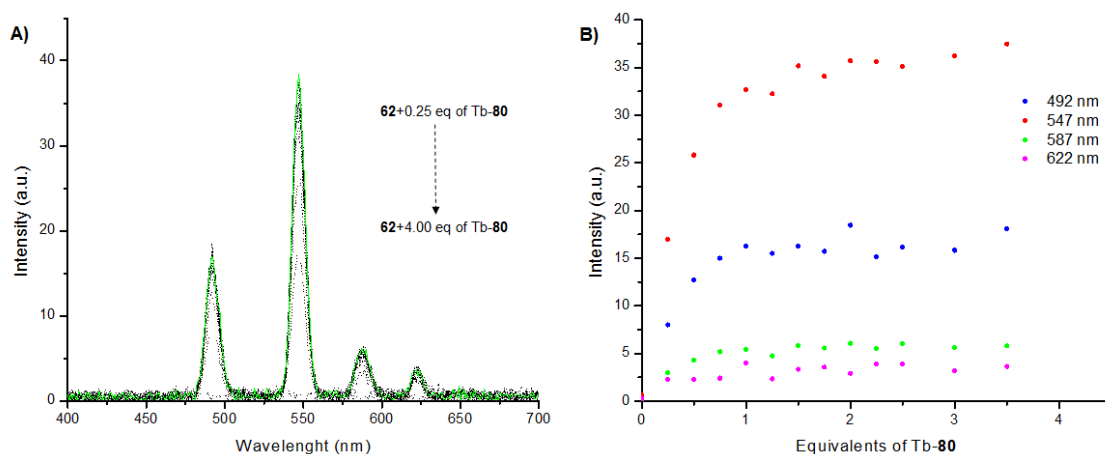 A)
62+0.25 eq of Tb-80
62+4.00 eq of Tb-80
Intensity (a.u.)
40
30
20
10
0
400
450
500
550
600
650
700
Wavelenght (nm)
B)
492 nm
547 nm
587 nm
622 nm
Intensity (a.u.)
40
35
30
25
20
15
10
5
0
0
1
2
3
4
Equivalents of Tb-80